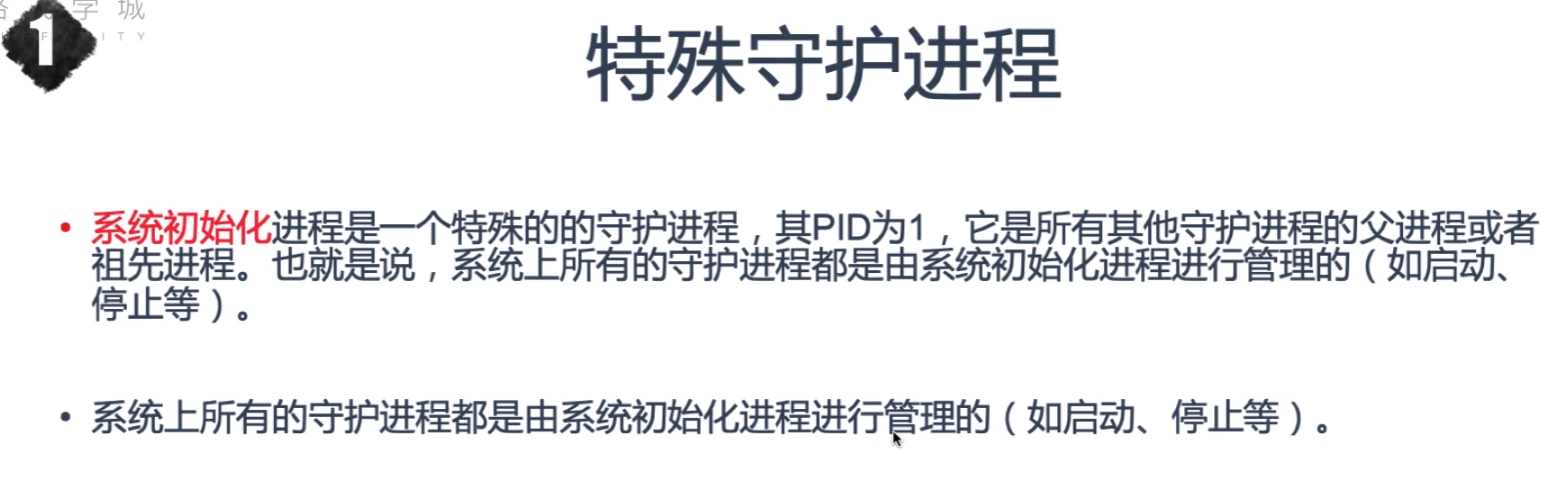 学 城
1
I T Y
特殊守护进程
• 系统初始化进程是一个特殊的的守护进程，其PID为1，它是所有其他守护进程的父进程或者
祖先进程。也就是说，系统上所有的守护进程都是由系统初始化进程进行管理的（如启动、
停止等）。
• 系统上所有的守护进程都是由系统初始化进程进行管理的（如启动、停止等）。